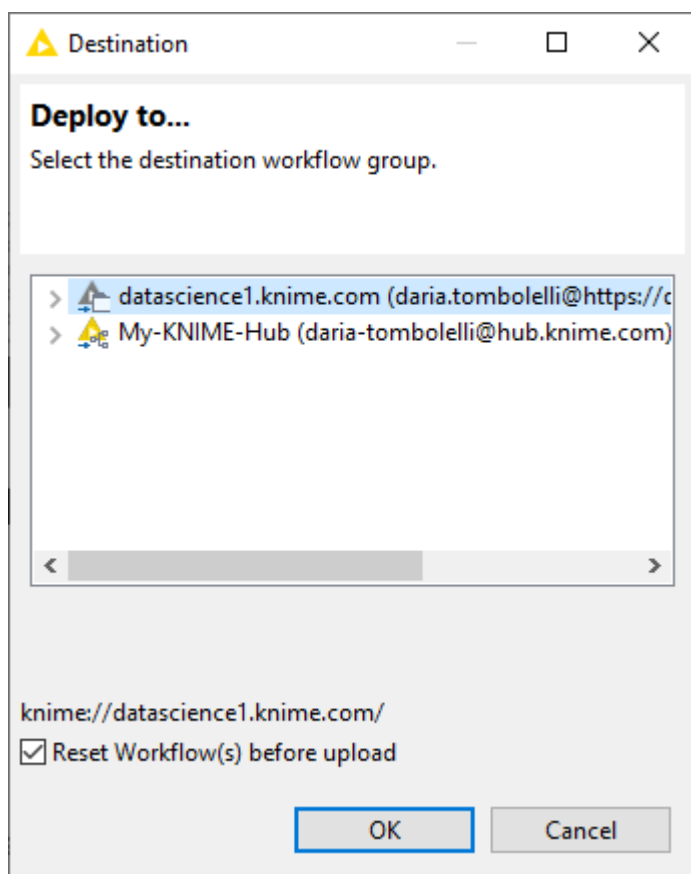 Destination
Deploy to...
Select the destination workflow group.
datascience1.knime.com (daria.tombolelli@https://
My-KNIME-Hub (daria-tombolelli@hub.knime.com)
knime://datascience1.knime.com/
Reset Workflow(s) before upload
OK
Cancel